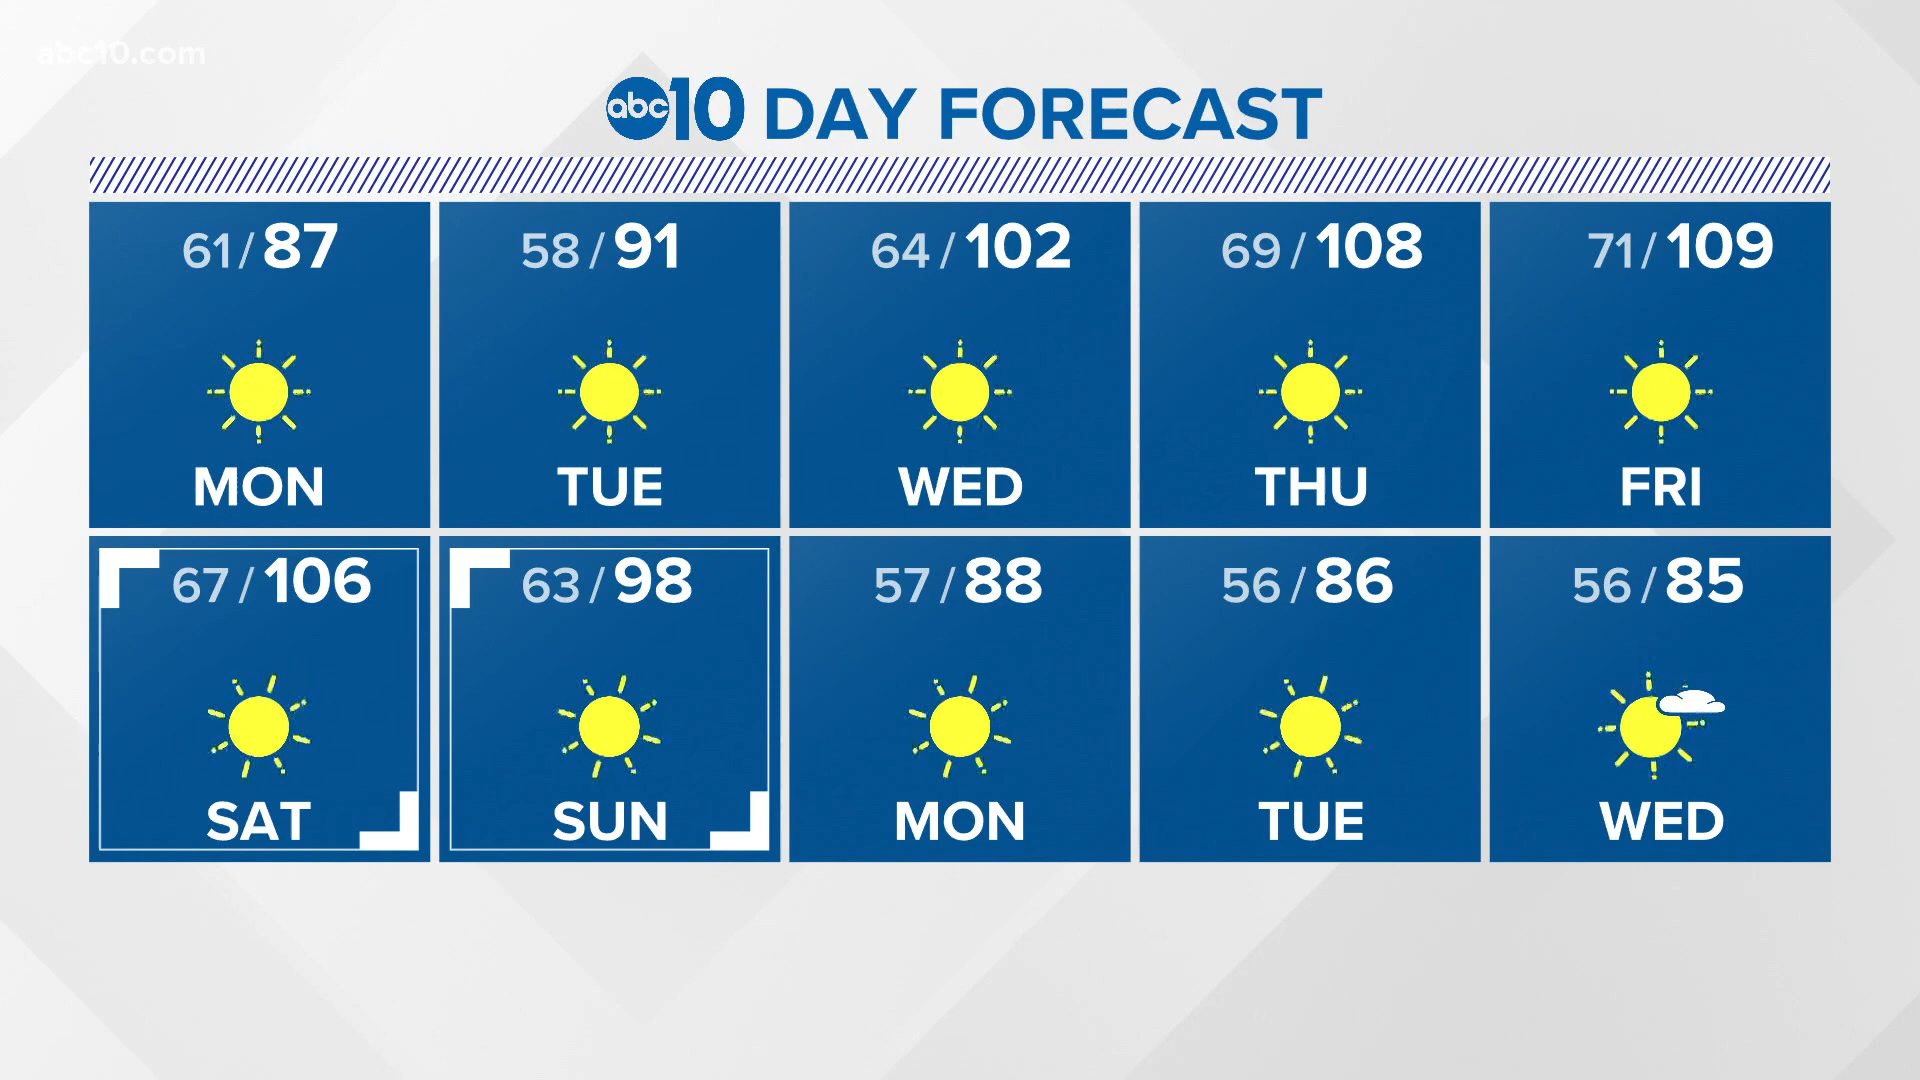 abc10.com
abc10 DAY FORECAST
61/87 58/91 64/102 69/108 71/109
MON TUE WED THU FRI
67/106 63/98 57/88 56/86 56/85
SAT SUN MON TUE WED